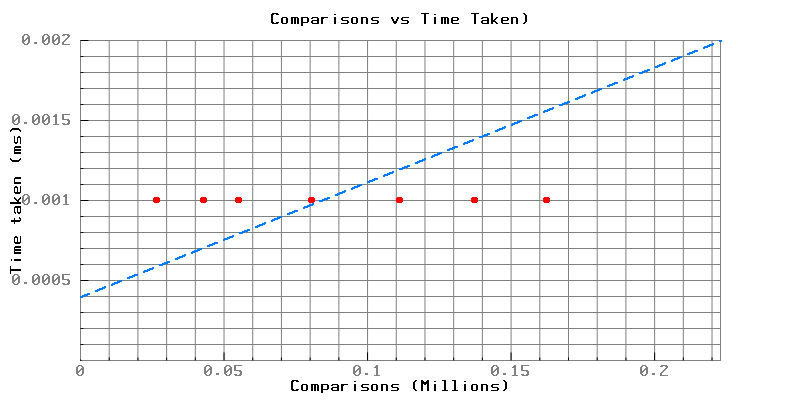 Comparisons vs Time Taken)
0.002
0.0015
0.001
0.0005
Time taken (ms)
0 0.05 0.1 0.15 0.2
Comparisons (Millions)